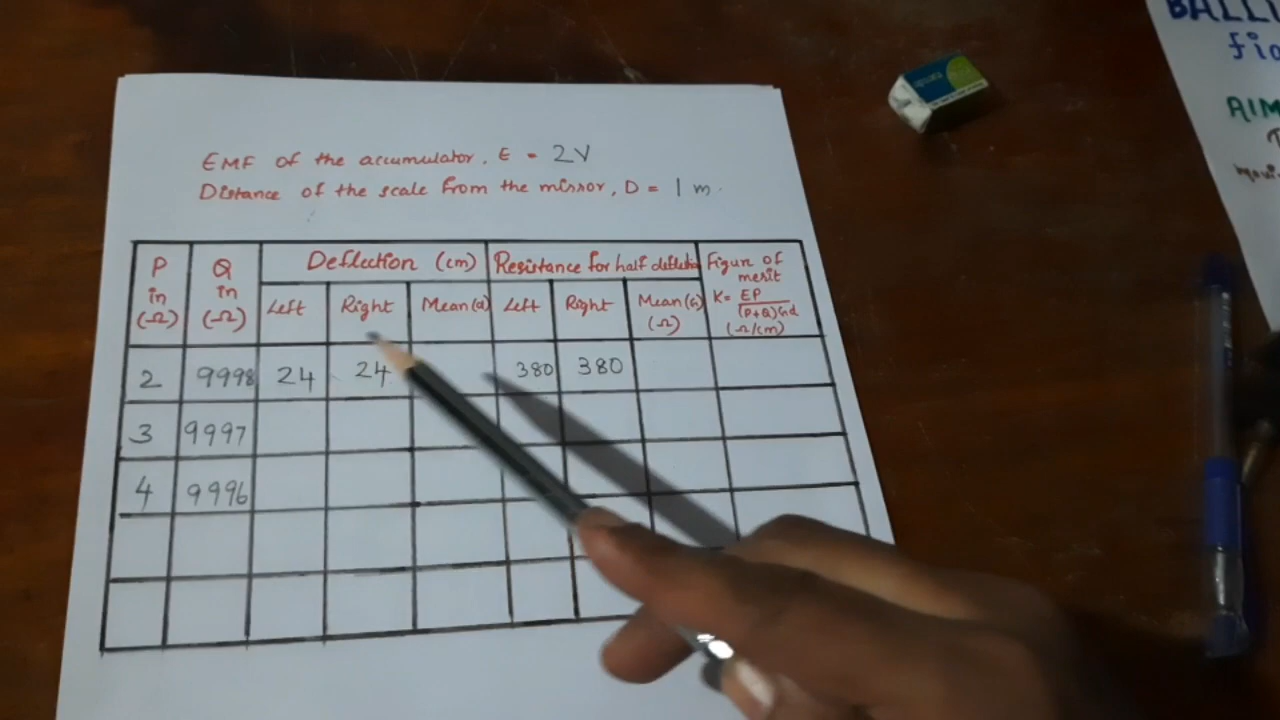 BALLI
fig
AIM
EMF of the accumulator, E = 2V
Distance of the scale from the mirror, D = 1 m.
P in (Ω) Q in (Ω) Deflection (cm) Resistance for half deflection Figure of merit K = EP/(P+Q)Gd (Ω/cm)
Left Right Mean(d) Left Right Mean(G) (Ω)
2 9998 24 24 380 380
3 9997
4 9996